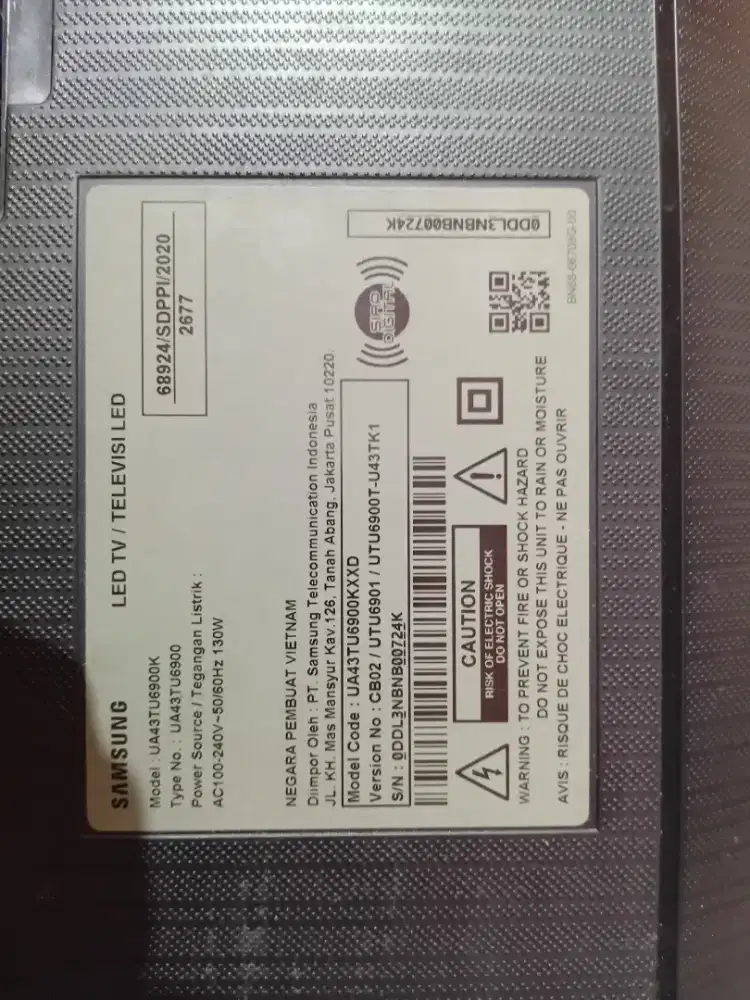 SAMSUNG
LED TV / TELEVISI LED
Model : UA43TU6900K
Type No. : UA43TU6900
Power Source / Tegangan Listrik :
AC100-240V~50/60Hz 130W
68924/SDPPI/2020
2677
NEGARA PEMBUAT VIETNAM
Diimpor Oleh : PT. Samsung Telecommunication Indonesia
JL. KH. Mas Mansyur Kav.126, Tanah Abang, Jakarta Pusat 10220.
Model Code : UA43TU6900KXXD
Version No : CB02 / UTU6901 / UTU6900T-U43TK1
S/N : 0DDL3NBNB00724K
SIAP
DIGITAL
0DDL3NBNB00724K
CAUTION
RISK OF ELECTRIC SHOCK
DO NOT OPEN
WARNING : TO PREVENT FIRE OR SHOCK HAZARD
DO NOT EXPOSE THIS UNIT TO RAIN OR MOISTURE
AVIS : RISQUE DE CHOC ELECTRIQUE - NE PAS OUVRIR